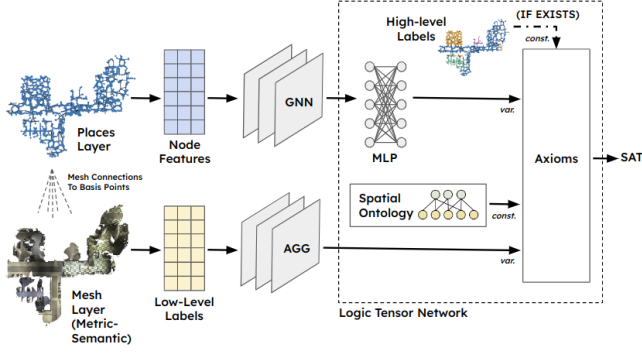 High-level
Labels
(IF EXISTS)
const.
Places
Layer
Node
Features
GNN
MLP
var.
Axioms
SAT
Mesh Connections
To Basis Points
Spatial
Ontology
const.
Mesh
Layer
(Metric-
Semantic)
Low-Level
Labels
AGG
var.
Logic Tensor Network